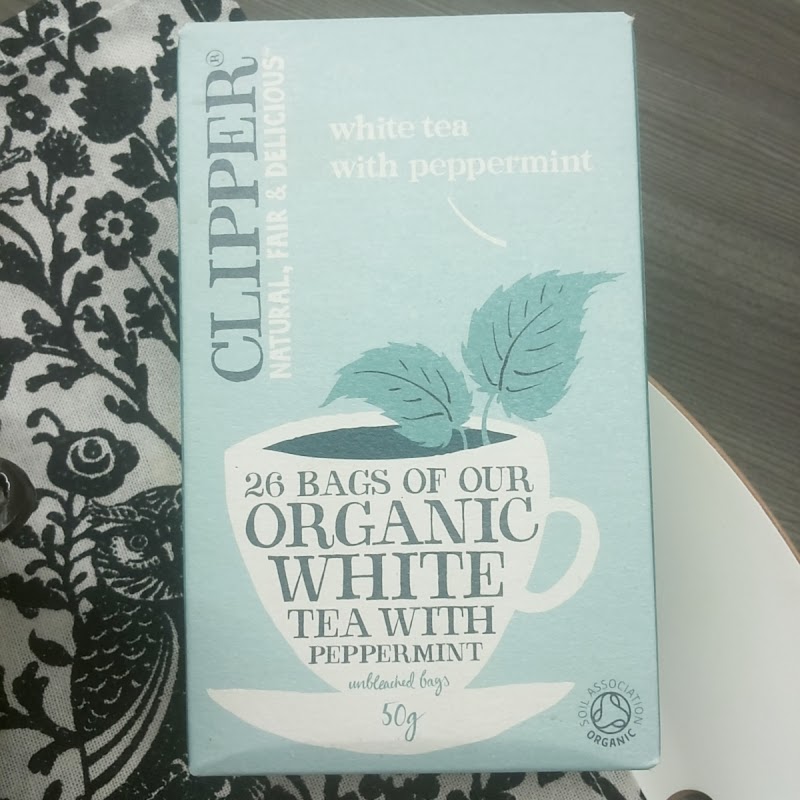 CLIPPER®
NATURAL, FAIR & DELICIOUS™
white tea
with peppermint
26 BAGS OF OUR
ORGANIC
WHITE
TEA WITH
PEPPERMINT
unbleached bags
50g
SOIL ASSOCIATION
ORGANIC